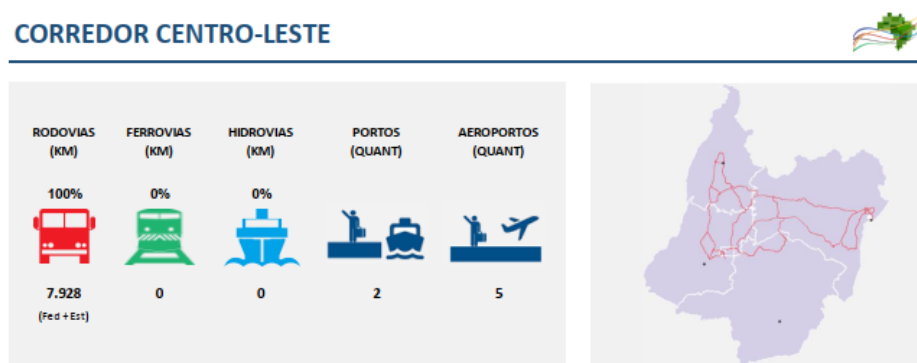 CORREDOR CENTRO-LESTE
RODOVIAS
(KM)
FERROVIAS
(KM)
HIDROVIAS
(KM)
PORTOS
(QUANT)
AEROPORTOS
(QUANT)
100%
0%
0%
7.928
(Fed + Est)
0
0
2
5